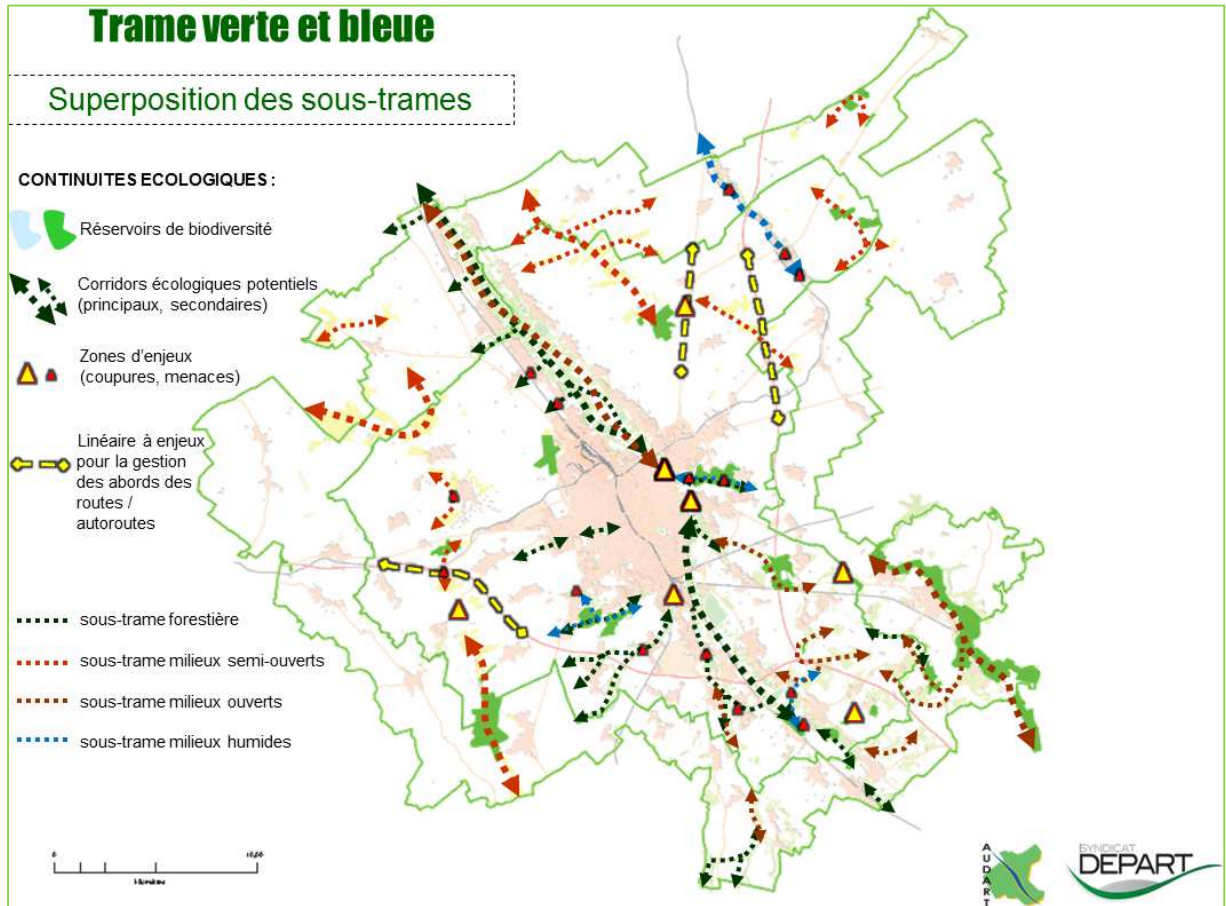 Trame verte et bleue
Superposition des sous-trames
CONTINUITES ECOLOGIQUES :
Réservoirs de biodiversité
Corridors écologiques potentiels
(principaux, secondaires)
Zones d'enjeux
(coupures, menaces)
Linéaire à enjeux
pour la gestion
des abords des
routes /
autoroutes
sous-trame forestière
sous-trame milieux semi-ouverts
sous-trame milieux ouverts
sous-trame milieux humides
AUDART
SYNDICAT
DEPART